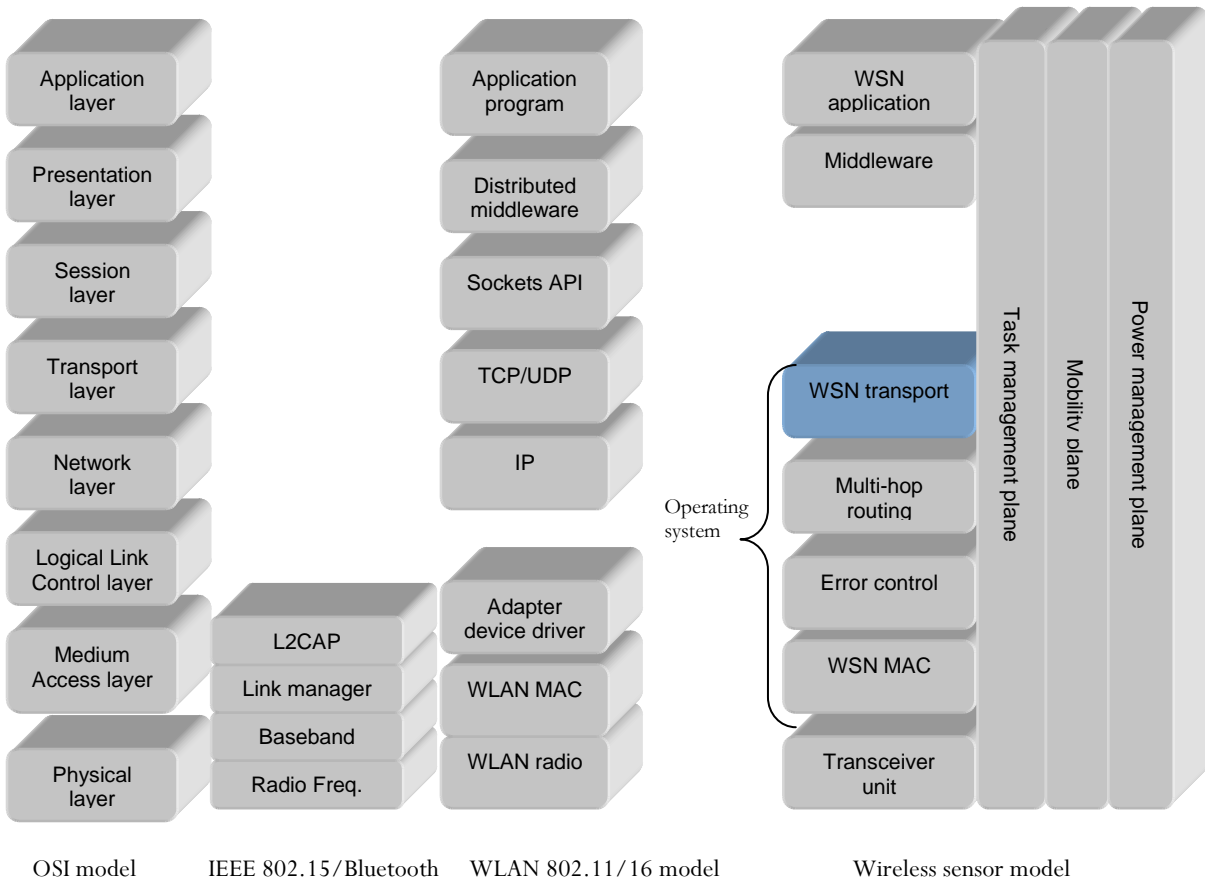 Application
layer
Presentation
layer
Session
layer
Transport
layer
Network
layer
Logical Link
Control layer
Medium
Access layer
Physical
layer
L2CAP
Link manager
Baseband
Radio Freq.
Application
program
Distributed
middleware
Sockets API
TCP/UDP
IP
Adapter
device driver
WLAN MAC
WLAN radio
Operating
system
WSN
application
Middleware
WSN transport
Multi-hop
routing
Error control
WSN MAC
Transceiver
unit
Task management plane
Mobility plane
Power management plane
OSI model
IEEE 802.15/Bluetooth
WLAN 802.11/16 model
Wireless sensor model